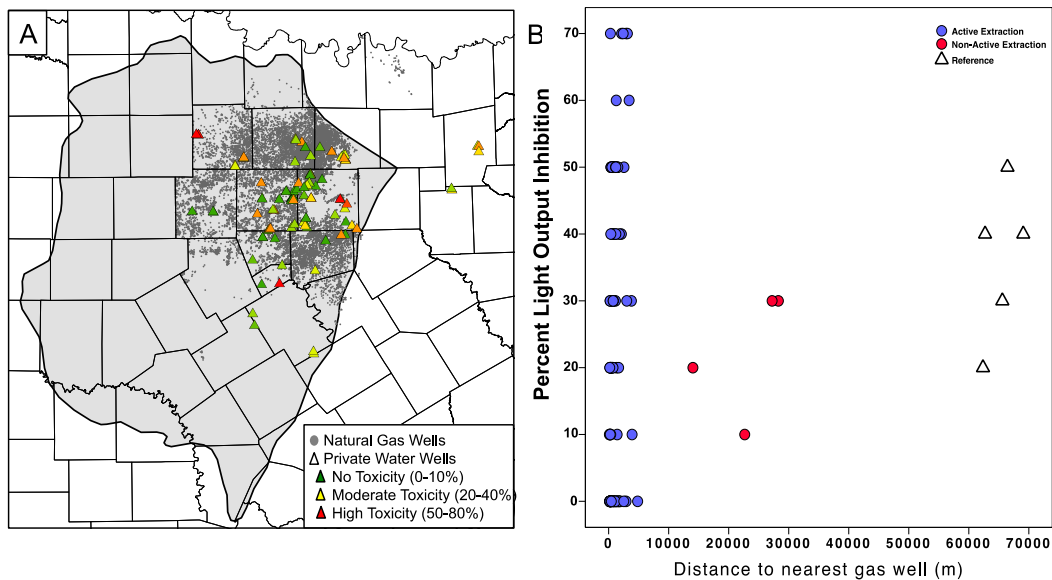 A
Natural Gas Wells
Private Water Wells
No Toxicity (0-10%)
Moderate Toxicity (20-40%)
High Toxicity (50-80%)
B
Active Extraction
Non-Active Extraction
Reference
Percent Light Output Inhibition
70
60
50
40
30
20
10
0
0 10000 20000 30000 40000 50000 60000 70000
Distance to nearest gas well (m)